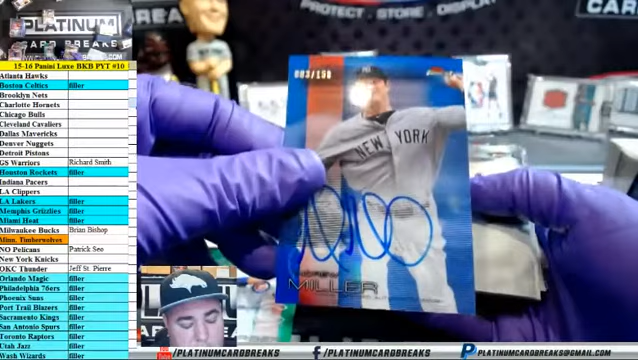 PLATINUM
CARD BREAKS
PROTECT . STORE . DISPLAY
CARD
15-16 Panini Luxe BKB PYT #10
Atlanta Hawks
Boston Celtics filler
Brooklyn Nets
Charlotte Hornets
Chicago Bulls
Cleveland Cavaliers
Dallas Mavericks
Denver Nuggets
Detroit Pistons
GS Warriors Richard Smith
Houston Rockets filler
Indiana Pacers
LA Clippers
LA Lakers filler
Memphis Grizzlies filler
Miami Heat filler
Milwaukee Bucks Brian Bishop
Minn. Timberwolves
NO Pelicans Patrick Seo
New York Knicks
OKC Thunder Jeff St. Pierre
Orlando Magic filler
Philadelphia 76ers filler
Phoenix Suns filler
Port Trail Blazers filler
Sacramento Kings filler
San Antonio Spurs filler
Toronto Raptors filler
Utah Jazz filler
Wash Wizards filler
083/150
NEW YORK
MILLER
You Tube /PLATINUMCARDBREAKS
f /PLATINUMCARDBREAKS
PLATINUMCARDBREAKS.COM